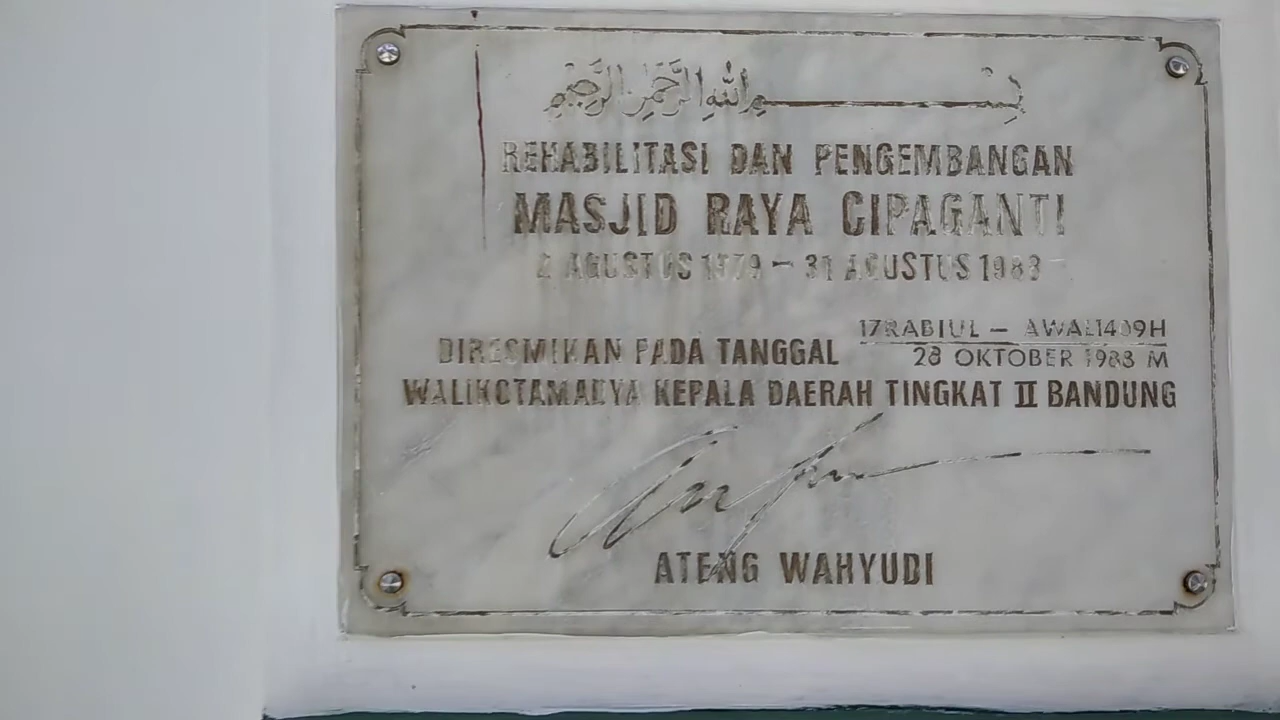 بسم الله الرحمن الرحيم
REHABILITASI DAN PENGEMBANGAN
MASJID RAYA CIPAGANTI
2 AGUSTUS 1979 – 31 AGUSTUS 1988
17 RABIUL – AWAL 1409 H
DIRESMIKAN PADA TANGGAL 28 OKTOBER 1988 M
WALIKOTAMADYA KEPALA DAERAH TINGKAT II BANDUNG
ATENG WAHYUDI